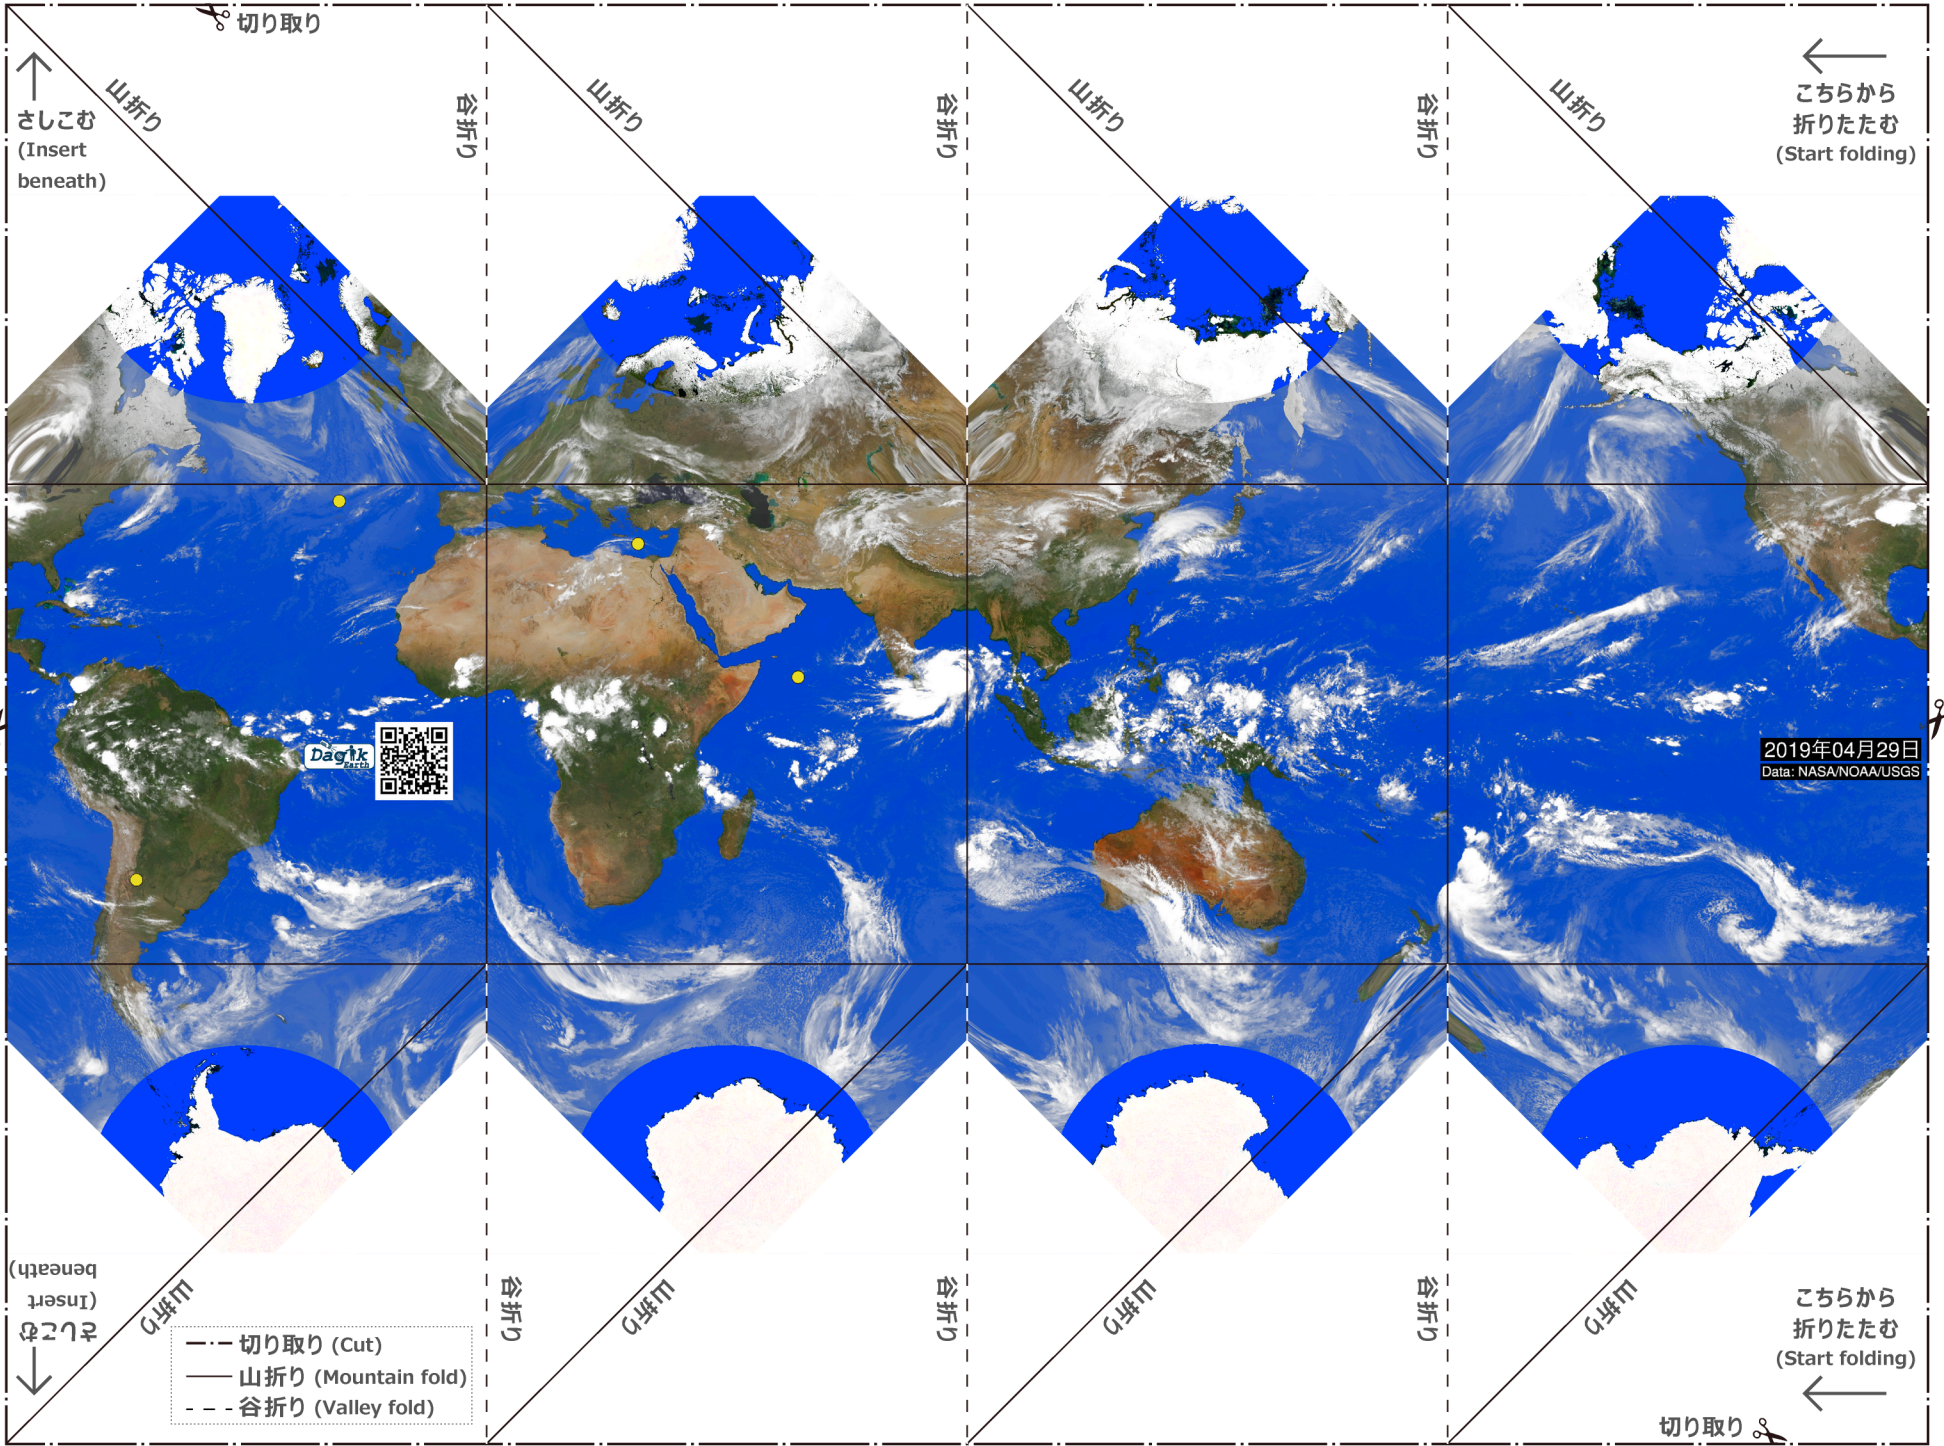 切り取り
山折り
谷折り
山折り
谷折り
山折り
谷折り
山折り
さしこむ
(Insert
beneath)
こちらから
折りたたむ
(Start folding)
Dagik
Earth
2019年04月29日
Data: NASA/NOAA/USGS
さしこむ
(Insert
beneath)
山折り
谷折り
山折り
谷折り
山折り
谷折り
山折り
切り取り (Cut)
山折り (Mountain fold)
谷折り (Valley fold)
こちらから
折りたたむ
(Start folding)
切り取り